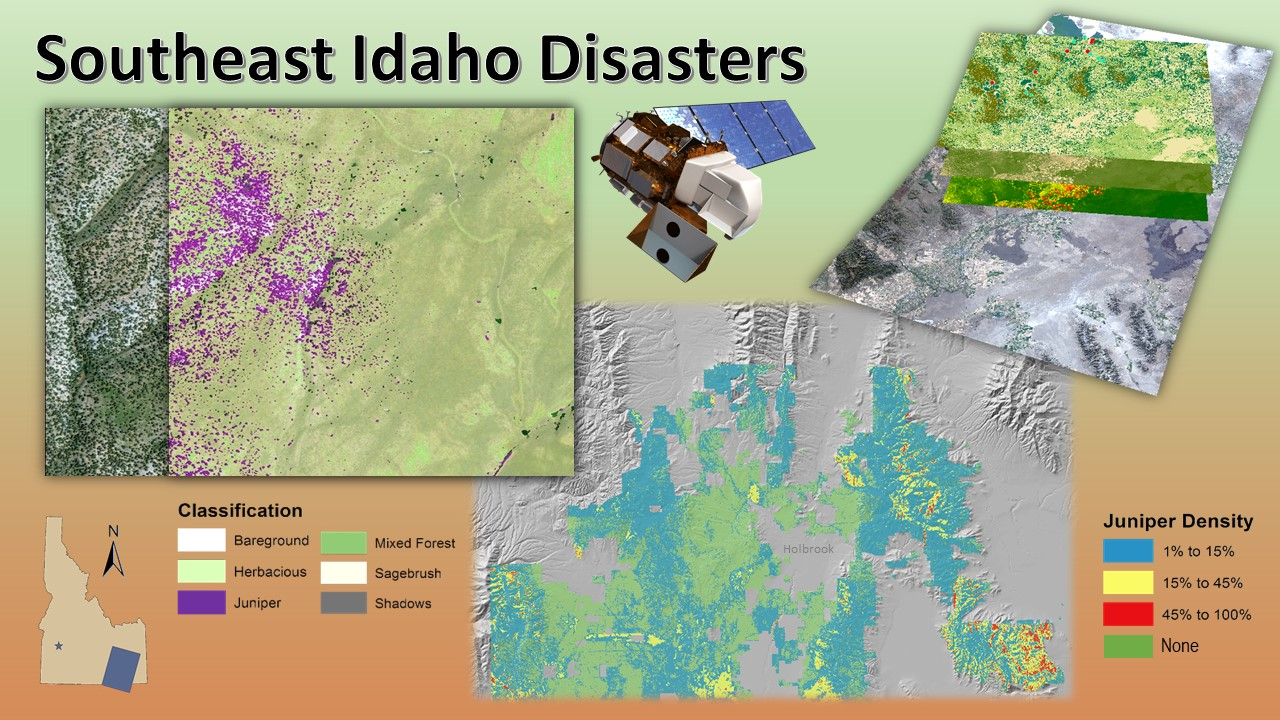 Southeast Idaho Disasters
Holbrook
N
Classification
Bareground
Herbacious
Juniper
Mixed Forest
Sagebrush
Shadows
Juniper Density
1% to 15%
15% to 45%
45% to 100%
None